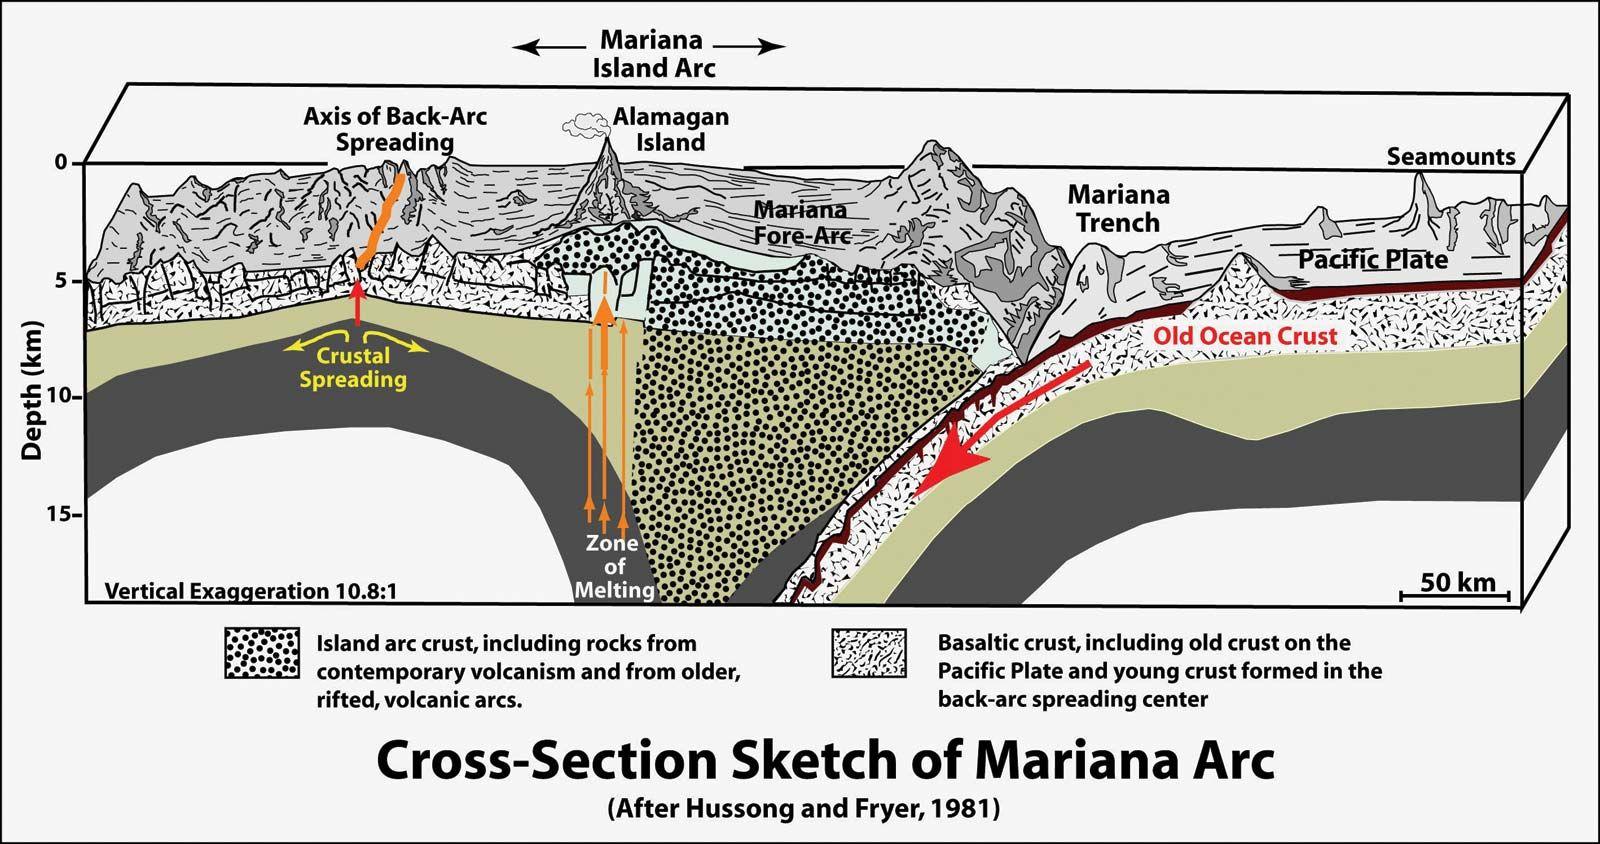 Mariana
Island Arc
Axis of Back-Arc
Spreading
Alamagan
Island
Seamounts
Mariana
Trench
Mariana
Fore-Arc
Pacific Plate
Old Ocean Crust
Crustal
Spreading
Zone
of
Melting
0
5
10
15
Depth (km)
Vertical Exaggeration 10.8:1
50 km
Island arc crust, including rocks from
contemporary volcanism and from older,
rifted, volcanic arcs.
Basaltic crust, including old crust on the
Pacific Plate and young crust formed in the
back-arc spreading center
Cross-Section Sketch of Mariana Arc
(After Hussong and Fryer, 1981)